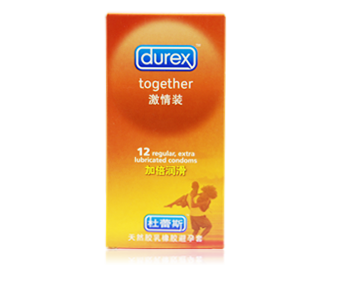 durex
together
激情装
12 regular, extra
lubricated condoms
加倍润滑
杜蕾斯
天然胶乳橡胶避孕套